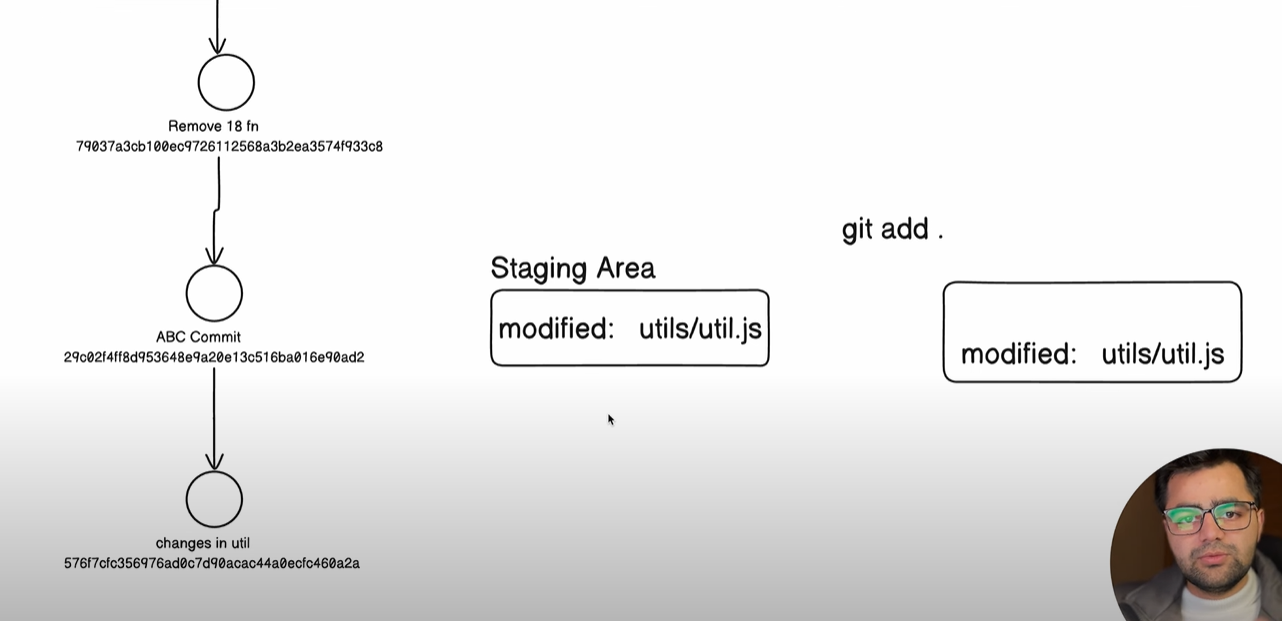 Remove 18 fn
79037a3cb100ec9726112568a3b2ea3574f933c8
ABC Commit
29c02f4ff8d953648e9a20e13c516ba016e90ad2
changes in util
576f7cfc356976ad0c7d90acac44a0ecfc460a2a
Staging Area
modified: utils/util.js
git add .
modified: utils/util.js